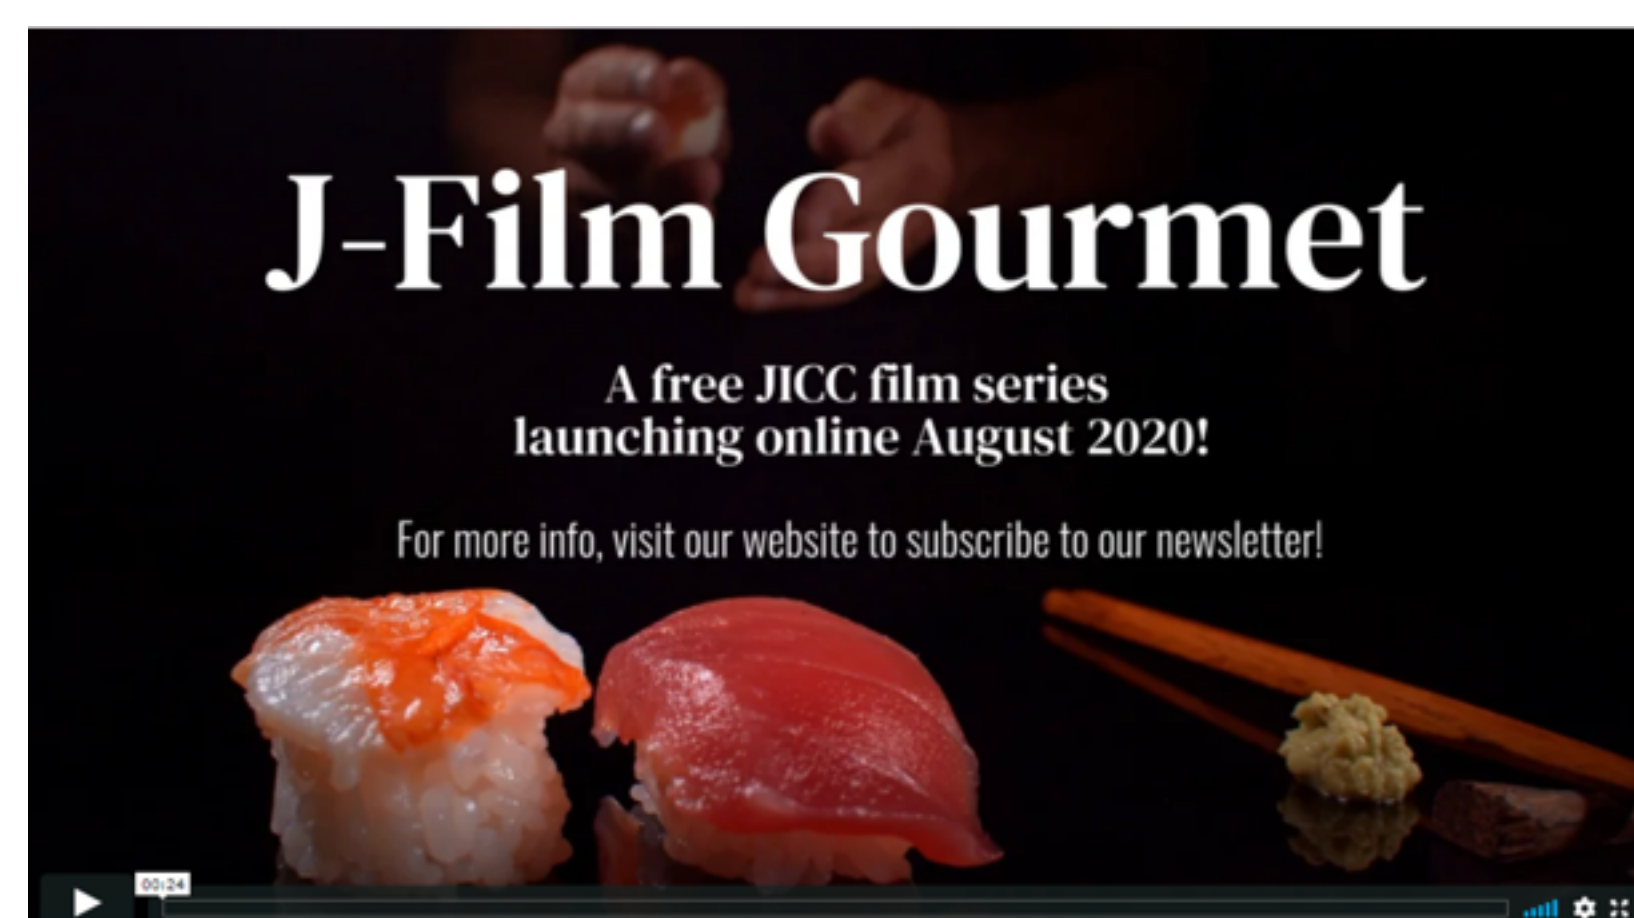 J-Film Gourmet
A free JICC film series
launching online August 2020!
For more info, visit our website to subscribe to our newsletter!
00:24